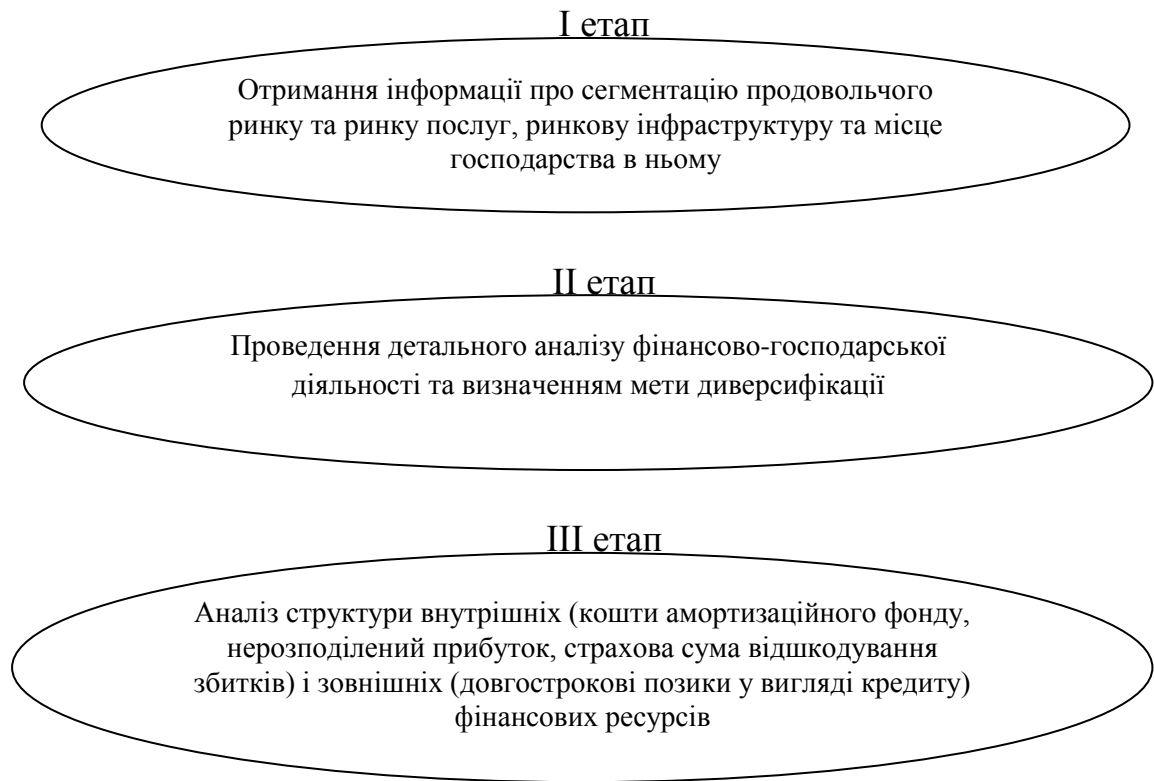 I етап
Отримання інформації про сегментацію продовольчого
ринку та ринку послуг, ринкову інфраструктуру та місце
господарства в ньому
II етап
Проведення детального аналізу фінансово-господарської
діяльності та визначенням мети диверсифікації
III етап
Аналіз структури внутрішніх (кошти амортизаційного фонду,
нерозподілений прибуток, страхова сума відшкодування
збитків) і зовнішніх (довгострокові позики у вигляді кредиту)
фінансових ресурсів